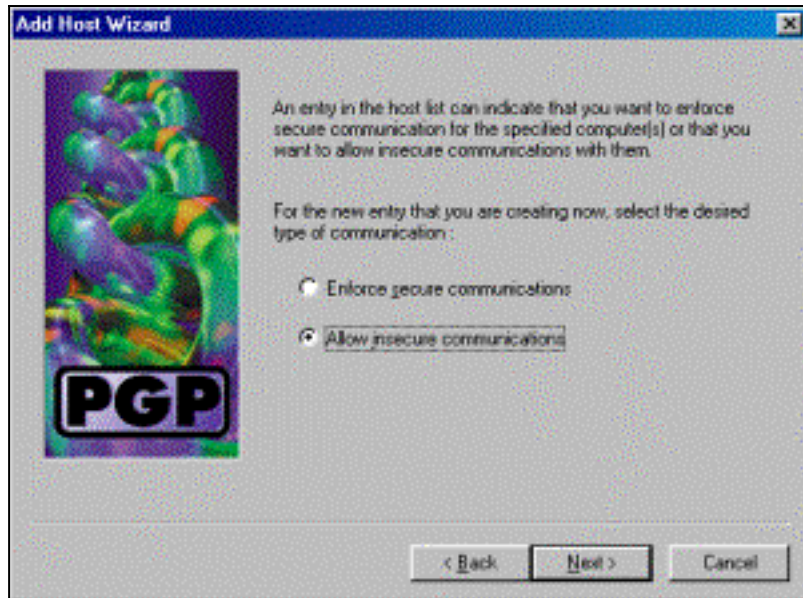 Add Host Wizard
An entry in the host list can indicate that you want to enforce
secure communication for the specified computer(s) or that you
want to allow insecure communications with them.
For the new entry that you are creating now, select the desired
type of communication :
Enforce secure communications
Allow insecure communications
PGP
< Back
Next >
Cancel